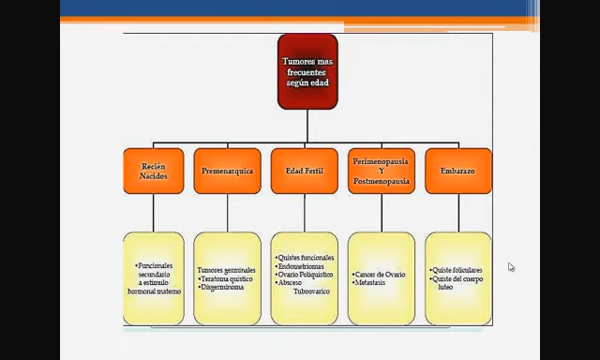 Tumores mas
frecuentes
según edad
Recién
Nacidos
Premenarquica
Edad Fertil
Perimenopausia
Y
Postmenopausia
Embarazo
•Funcionales
secundario
a estimulo
hormonal materno
Tumores germinales
•Teratoma quístico
•Disgerminoma
•Quistes funcionales
•Endometriomas
•Ovario Poliquistico
•Absceso
Tuboovarico
•Cancer de Ovario
•Metastasis
•Quiste foliculares
•Quiste del cuerpo
luteo